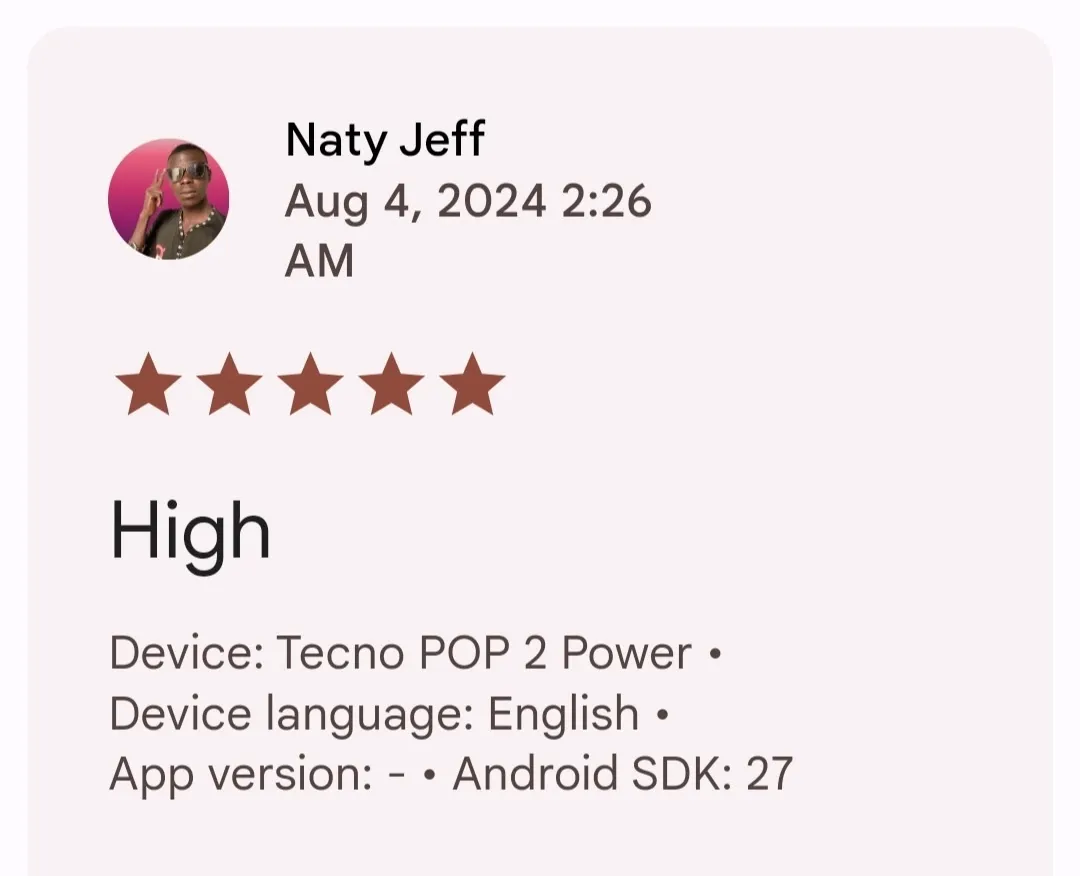 Naty Jeff
Aug 4, 2024 2:26
AM
High
Device: Tecno POP 2 Power •
Device language: English •
App version: - • Android SDK: 27